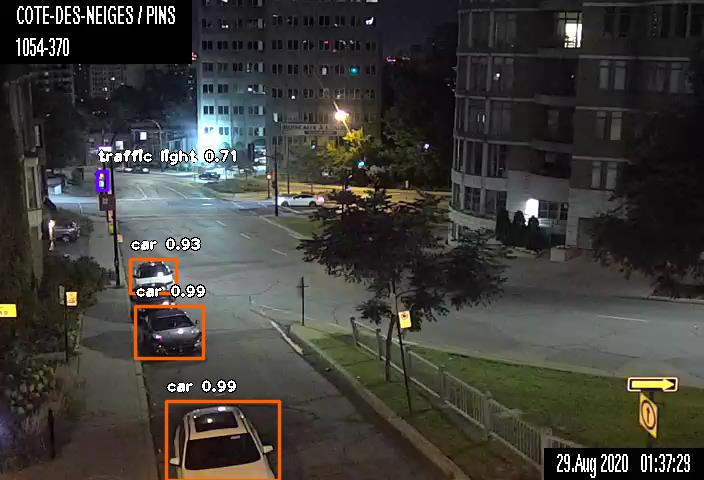 COTE-DES-NEIGES / PINS
1054-370
traffic light 0.71
car 0.93
car 0.99
car 0.99
29.Aug 2020 01:37:29